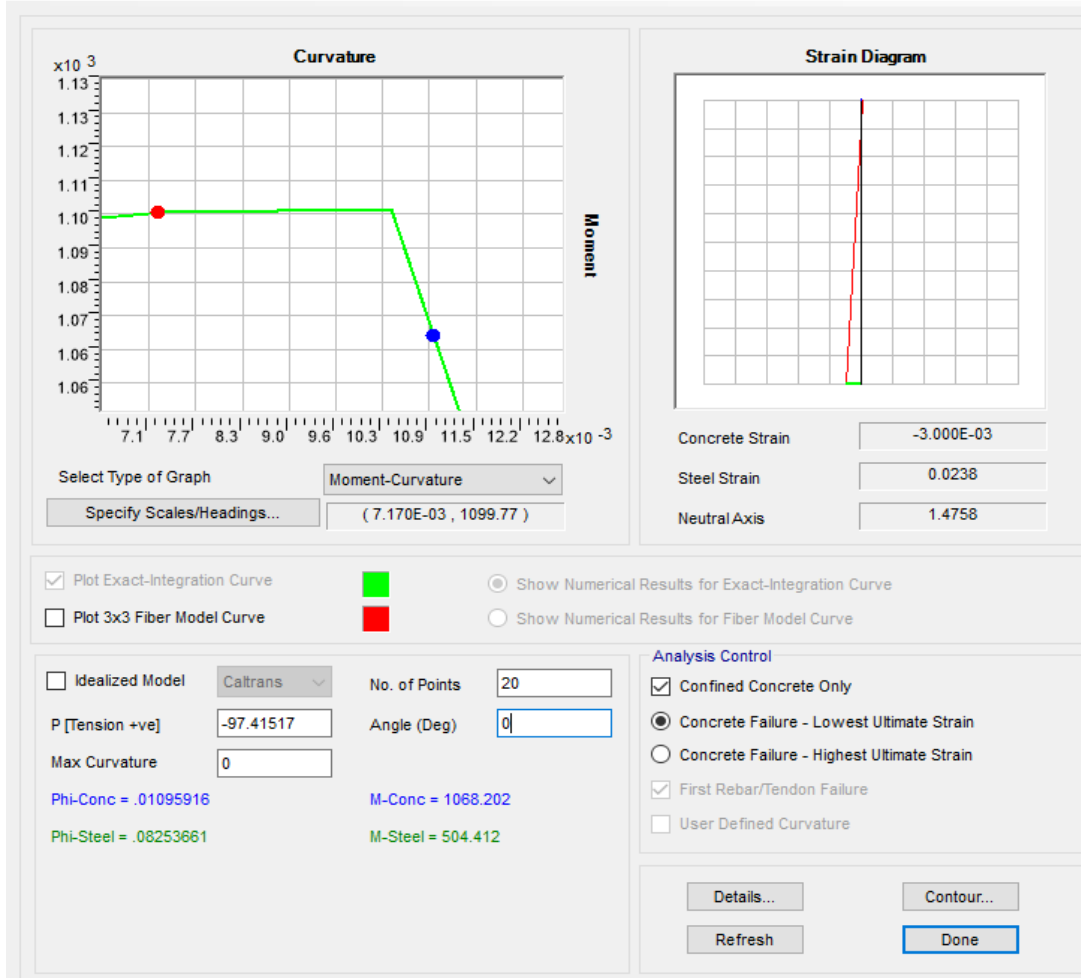 Curvature
x10 3
1.13
1.13
1.12
1.11
1.10
1.09
1.08
1.07
1.06
1.06
7.1 7.7 8.3 9.0 9.6 10.3 10.9 11.5 12.2 12.8 x10 -3
Moment
Select Type of Graph Moment-Curvature
Specify Scales/Headings... ( 7.170E-03 , 1099.77 )
Strain Diagram
Concrete Strain -3.000E-03
Steel Strain 0.0238
Neutral Axis 1.4758
Plot Exact-Integration Curve Show Numerical Results for Exact-Integration Curve
Plot 3x3 Fiber Model Curve Show Numerical Results for Fiber Model Curve
Idealized Model Caltrans No. of Points 20
P [Tension +ve] -97.41517 Angle (Deg) 0
Max Curvature 0
Phi-Conc = .01095916 M-Conc = 1068.202
Phi-Steel = .08253661 M-Steel = 504.412
Analysis Control
Confined Concrete Only
Concrete Failure - Lowest Ultimate Strain
Concrete Failure - Highest Ultimate Strain
First Rebar/Tendon Failure
User Defined Curvature
Details... Contour...
Refresh Done